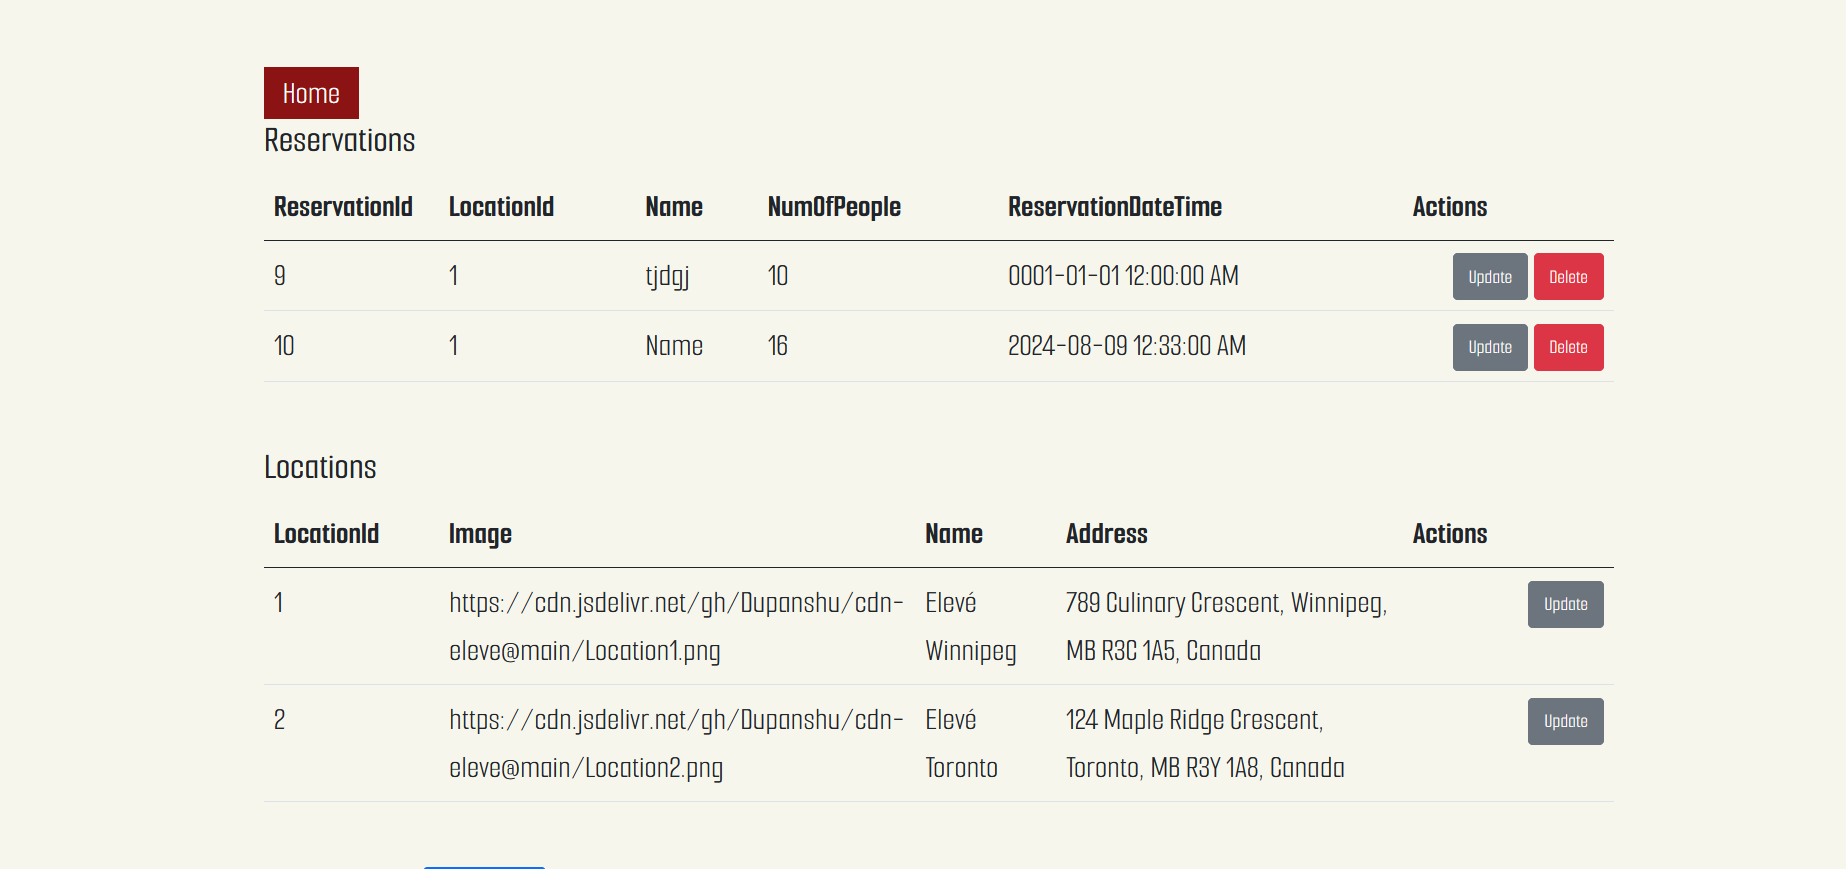 Home
Reservations
ReservationId LocationId Name NumOfPeople ReservationDateTime Actions
9 1 tjdgj 10 0001-01-01 12:00:00 AM Update Delete
10 1 Name 16 2024-08-09 12:33:00 AM Update Delete
Locations
LocationId Image Name Address Actions
1 https://cdn.jsdelivr.net/gh/Dupanshu/cdn- Elevé 789 Culinary Crescent, Winnipeg, Update
eleve@main/Location1.png Winnipeg MB R3C 1A5, Canada
2 https://cdn.jsdelivr.net/gh/Dupanshu/cdn- Elevé 124 Maple Ridge Crescent, Update
eleve@main/Location2.png Toronto Toronto, MB R3Y 1A8, Canada